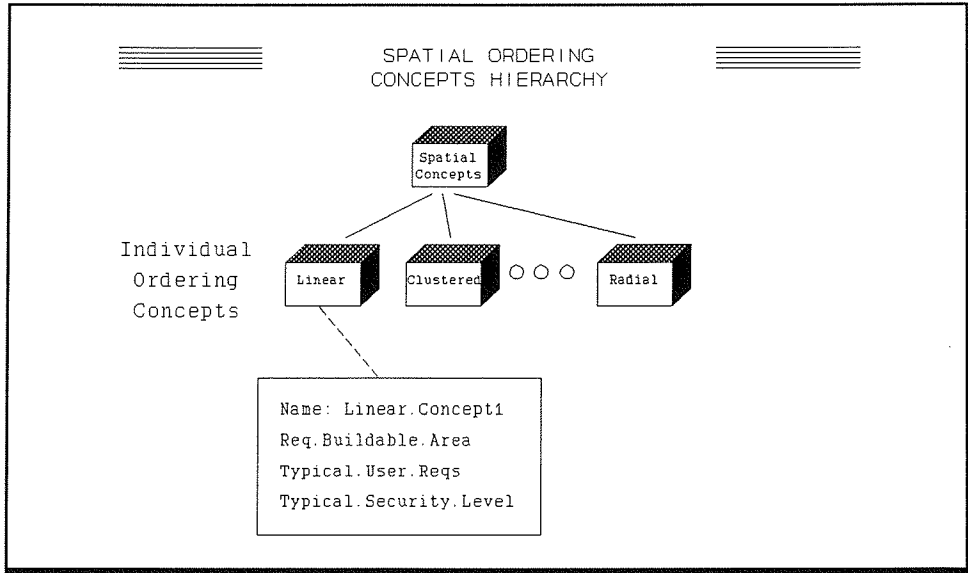 SPATIAL ORDERING
CONCEPTS HIERARCHY
Spatial
Concepts
Individual
Ordering
Concepts
Linear
Clustered
Radial
Name: Linear.Concept1
Req.Buildable.Area
Typical.User.Reqs
Typical.Security.Level